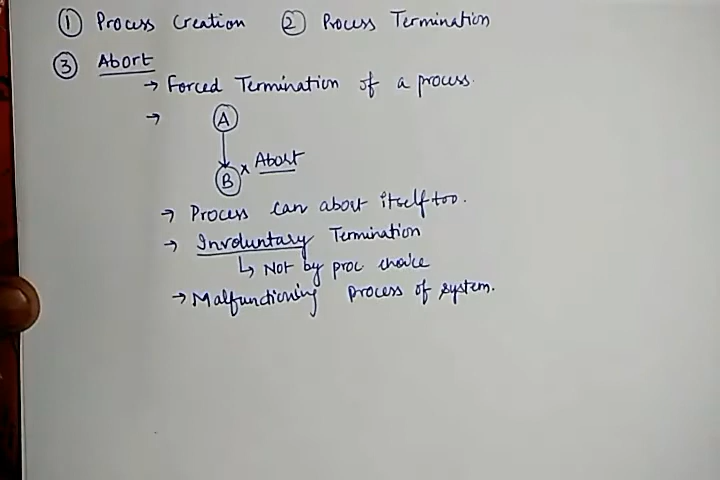 ① Process Creation ② Process Termination
③ Abort
→ Forced Termination of a process.
→ A
× Abort
B
→ Process can abort itself too.
→ Involuntary Termination
↳ Not by proc choice
→ Malfunctioning process of system.